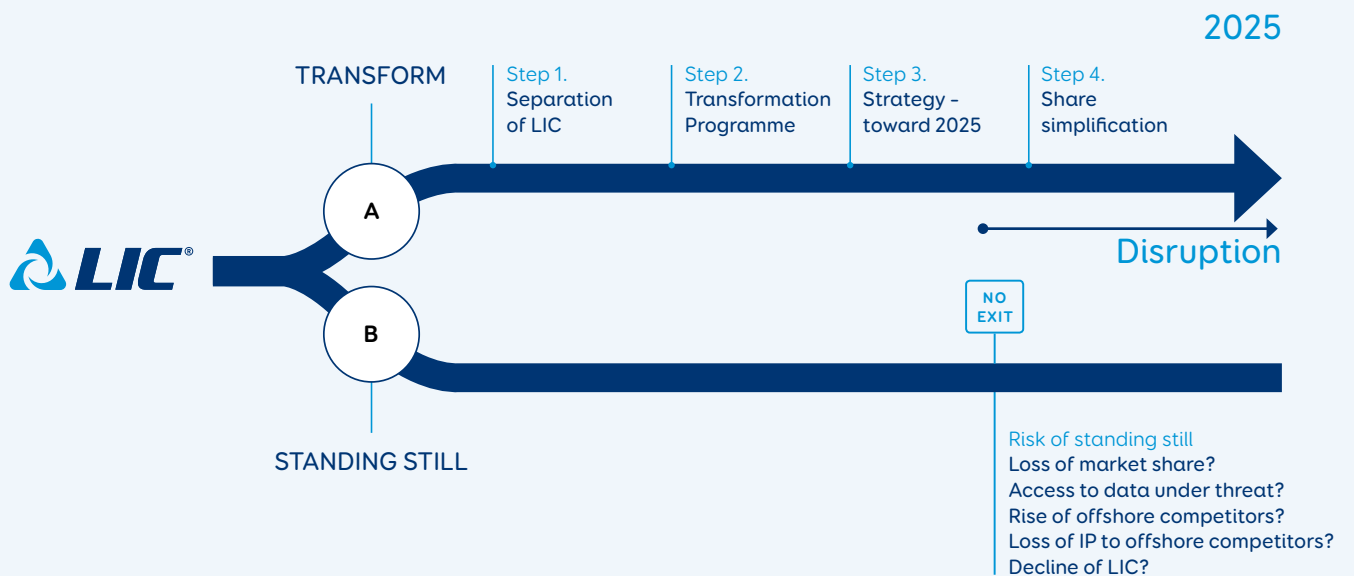 2025
TRANSFORM
Step 1.
Separation
of LIC
Step 2.
Transformation
Programme
Step 3.
Strategy -
toward 2025
Step 4.
Share
simplification
A
LIC®
Disruption
NO
EXIT
B
STANDING STILL
Risk of standing still
Loss of market share?
Access to data under threat?
Rise of offshore competitors?
Loss of IP to offshore competitors?
Decline of LIC?